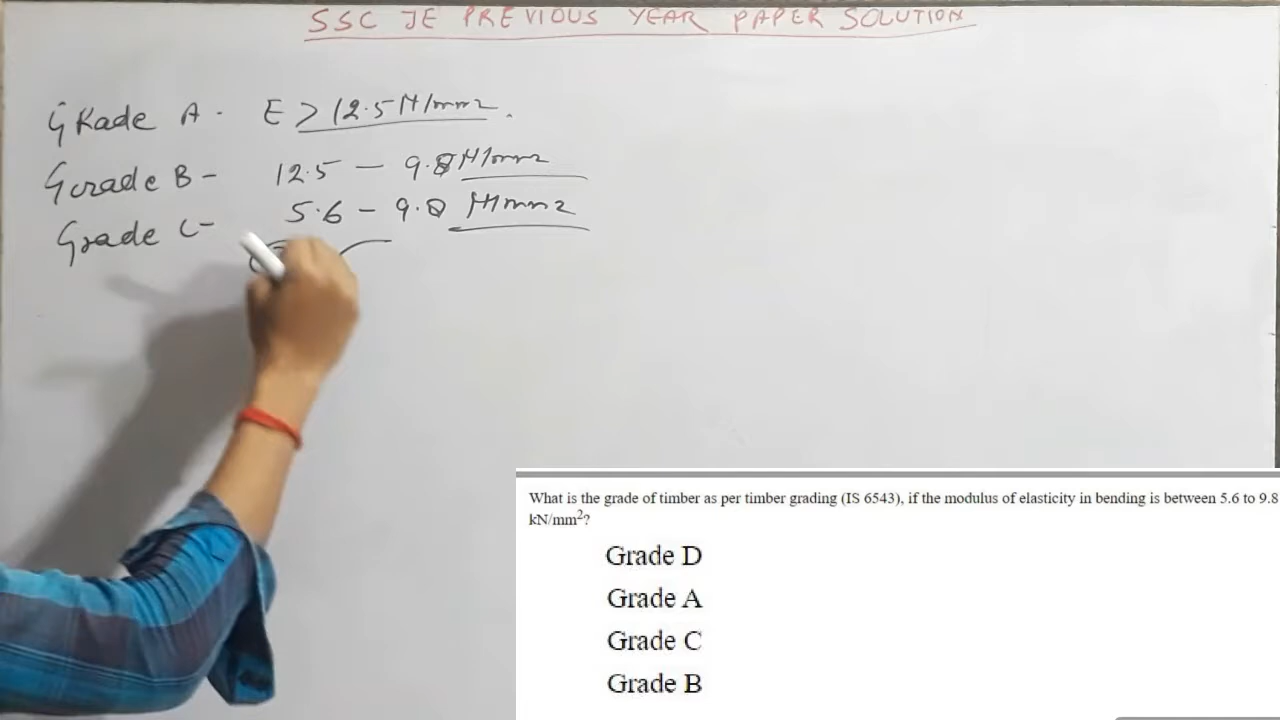 SSC JE PREVIOUS YEAR PAPER SOLUTION
Grade A - E > 12.5 N/mm2.
Grade B - 12.5 - 9.8 N/mm2
Grade C - 5.6 - 9.8 N/mm2
What is the grade of timber as per timber grading (IS 6543), if the modulus of elasticity in bending is between 5.6 to 9.8
kN/mm²?
Grade D
Grade A
Grade C
Grade B